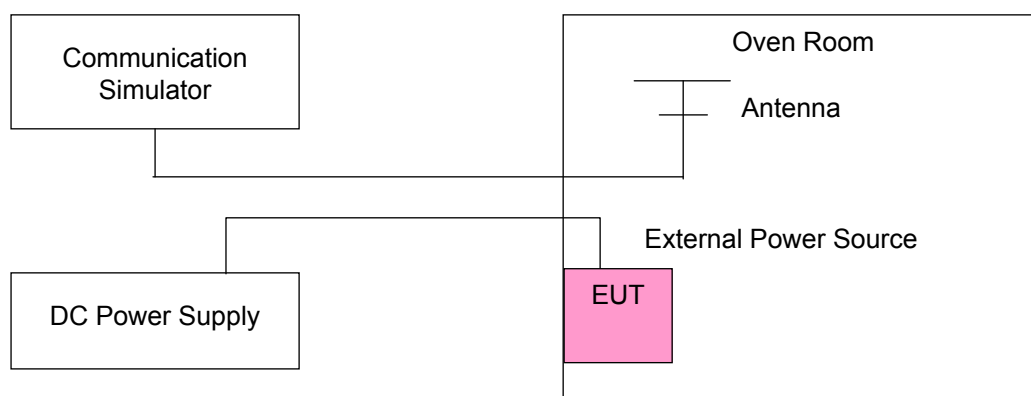 Communication
Simulator
Oven Room
Antenna
External Power Source
EUT
DC Power Supply